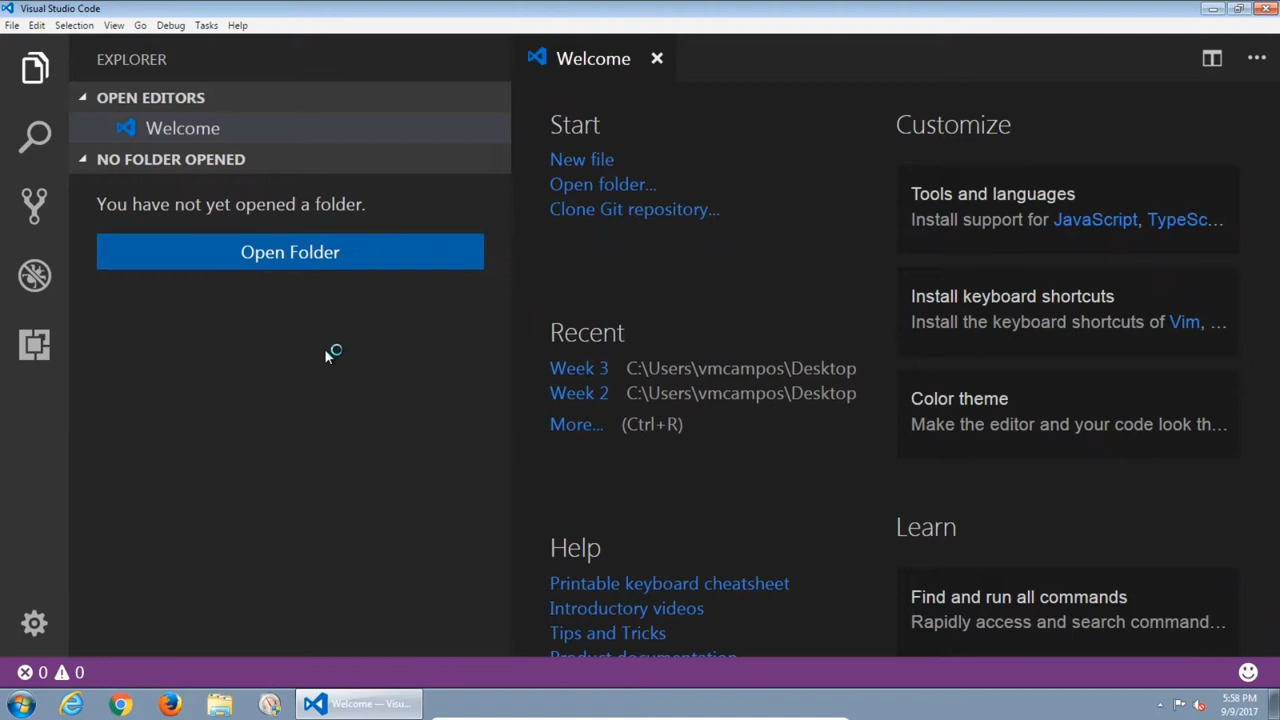 Visual Studio Code
File Edit Selection View Go Debug Tasks Help
EXPLORER
OPEN EDITORS
Welcome
NO FOLDER OPENED
You have not yet opened a folder.
Open Folder
Welcome
Start
New file
Open folder...
Clone Git repository...
Recent
Week 3 C:\Users\vmcampos\Desktop
Week 2 C:\Users\vmcampos\Desktop
More... (Ctrl+R)
Help
Printable keyboard cheatsheet
Introductory videos
Tips and Tricks
Product documentation
Customize
Tools and languages
Install support for JavaScript, TypeSc...
Install keyboard shortcuts
Install the keyboard shortcuts of Vim, ...
Color theme
Make the editor and your code look th...
Learn
Find and run all commands
Rapidly access and search command...
0 0
Welcome — Visu...
5:58 PM
9/9/2017